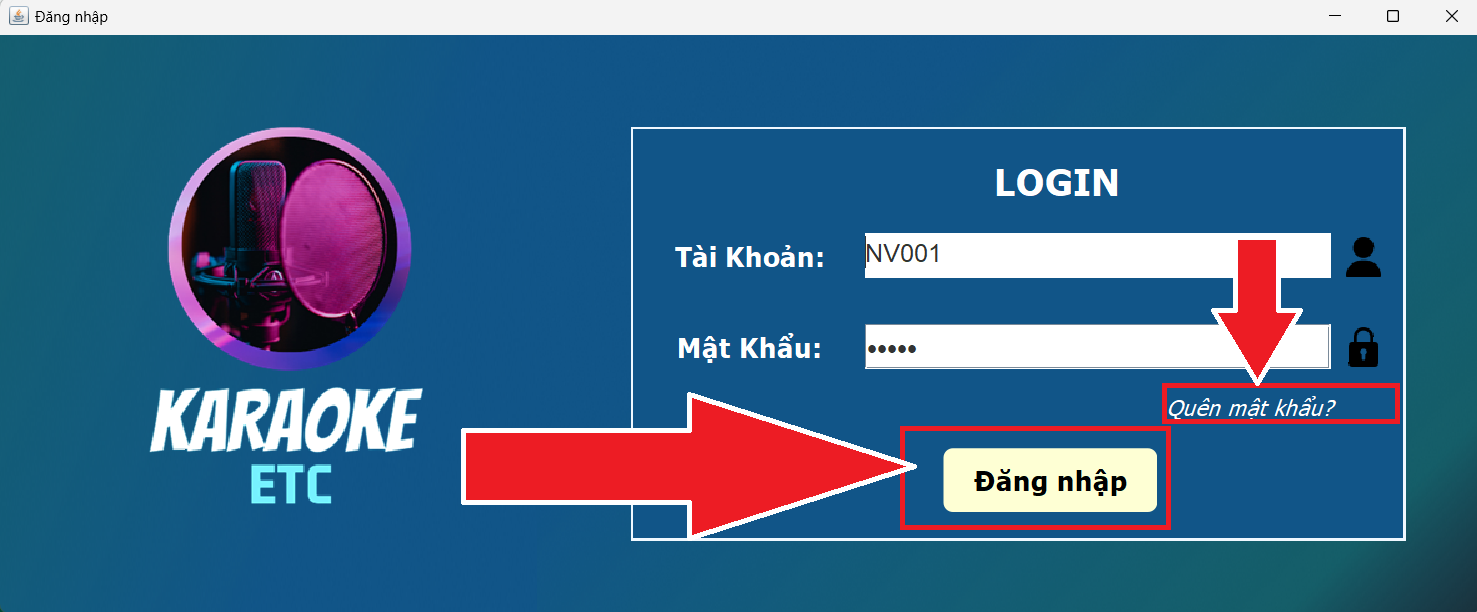 Đăng nhập
LOGIN
Tài Khoản:
NV001
Mật Khẩu:
•••••
Quên mật khẩu?
Đăng nhập
KARAOKE
ETC